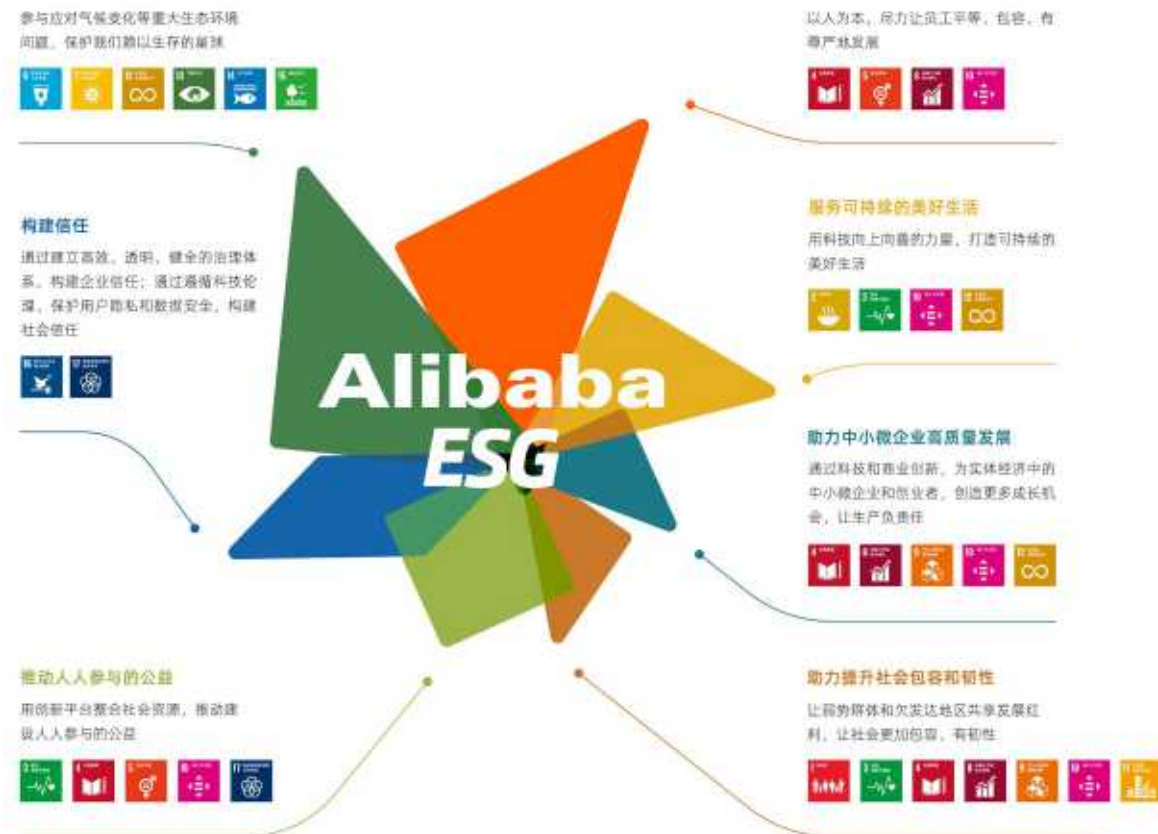 参与应对气候变化等重大生态环境
问题，保护我们赖以生存的星球
构建信任
通过建立高效、透明、健全的治理体
系，构建企业信任；通过遵循科技伦
理，保护用户隐私和数据安全，构建
社会信任
推动人人参与的公益
用创新平台整合社会资源，推动建
设人人参与的公益
Alibaba
ESG
以人为本，尽力让员工平等、包容、有
尊严地发展
服务可持续的美好生活
用科技向上向善的力量，打造可持续的
美好生活
助力中小微企业高质量发展
通过科技和商业创新，为实体经济中的
中小微企业和创业者，创造更多成长机
会，让生产负责任
助力提升社会包容和韧性
让弱势群体和欠发达地区共享发展红
利，让社会更加包容、有韧性